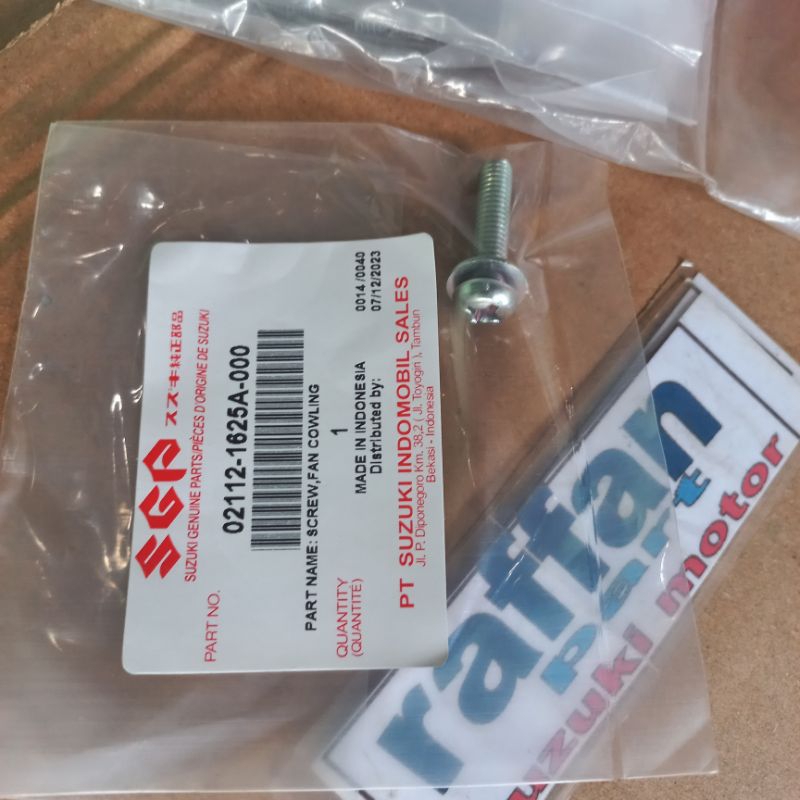 SGP スズキ純正部品
SUZUKI GENUINE PARTS/PIÈCES D'ORIGINE DE SUZUKI
PART NO.
02112-1625A-000
PART NAME: SCREW,FAN COWLING
QUANTITY 1
(QUANTITÉ)
MADE IN INDONESIA 0014 /0040
Distributed by: 07/12/2023
PT SUZUKI INDOMOBIL SALES
Jl. P. Diponegoro Km. 38,2 ( Jl. Toyogiri ), Tambun
Bekasi - Indonesia
raffan
part
suzuki motor